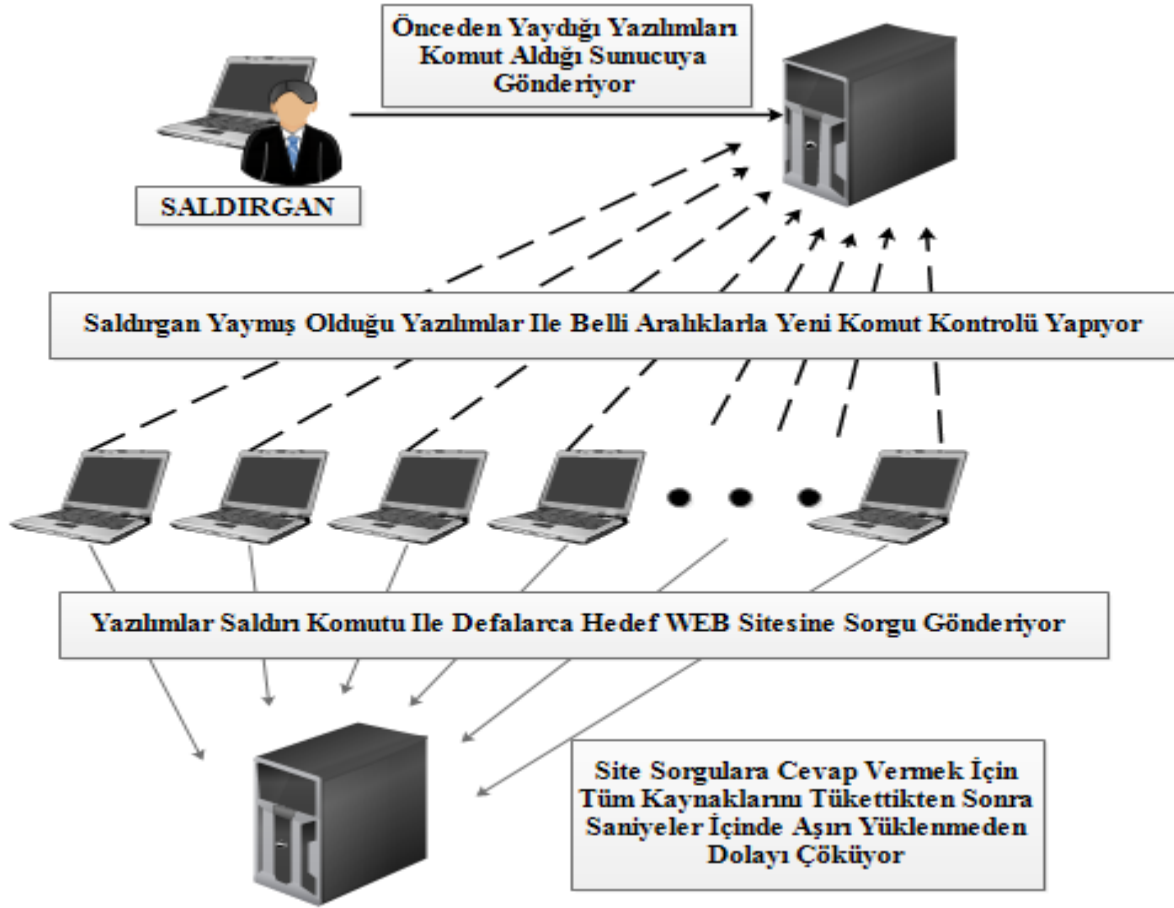 Önceden Yaydığı Yazılımları
Komut Aldığı Sunucuya
Gönderiyor
SALDIRGAN
Saldırgan Yaymış Olduğu Yazılımlar Ile Belli Aralıklarla Yeni Komut Kontrolü Yapıyor
Yazılımlar Saldırı Komutu Ile Defalarca Hedef WEB Sitesine Sorgu Gönderiyor
Site Sorgulara Cevap Vermek İçin
Tüm Kaynaklarını Tükettikten Sonra
Saniyeler İçinde Aşırı Yüklenmeden
Dolayı Çöküyor